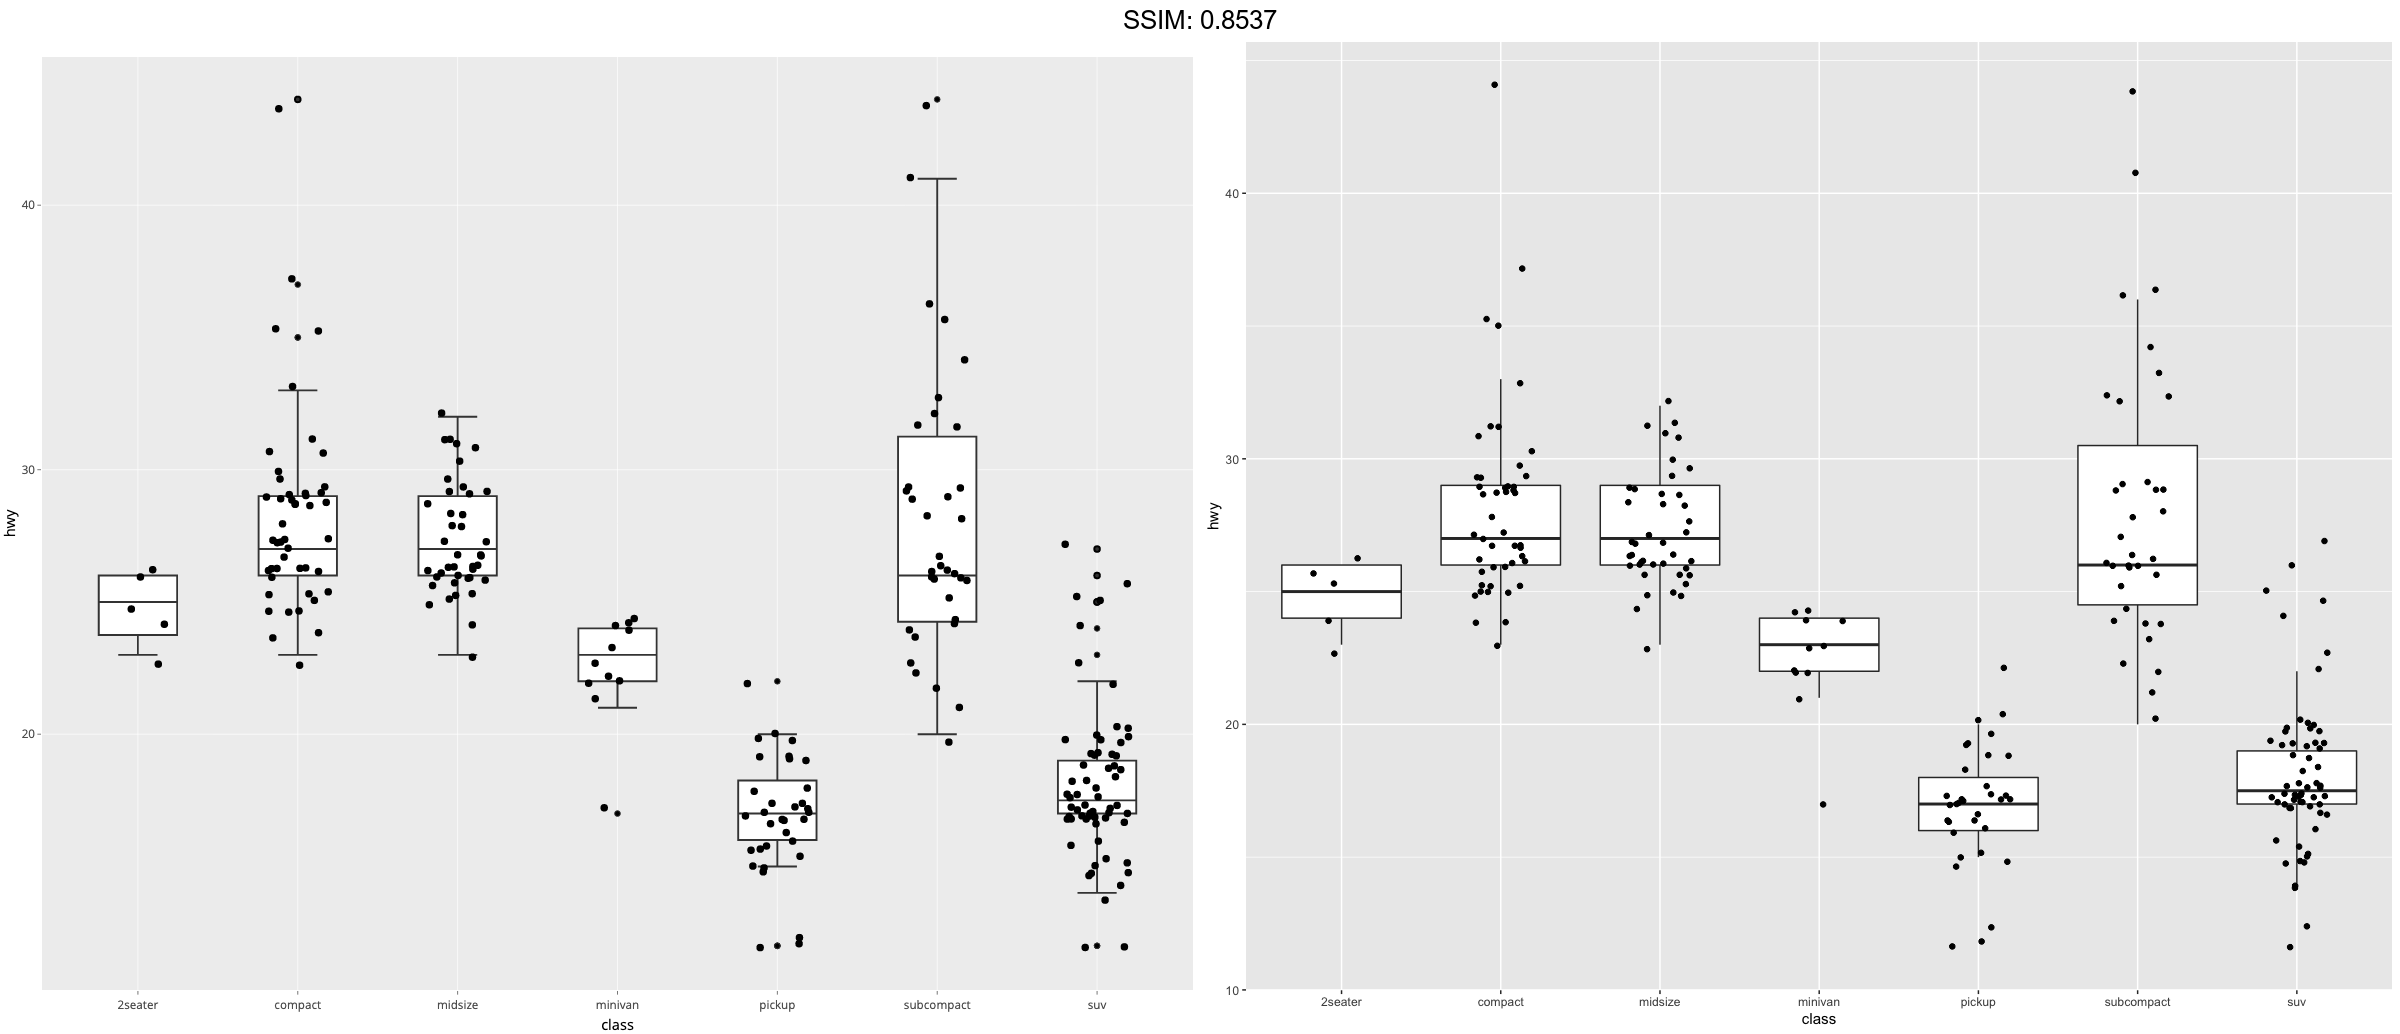 SSIM: 0.8537
hwy
40
30
20
2seater compact midsize minivan pickup subcompact suv
class
hwy
40
30
20
10
2seater compact midsize minivan pickup subcompact suv
class